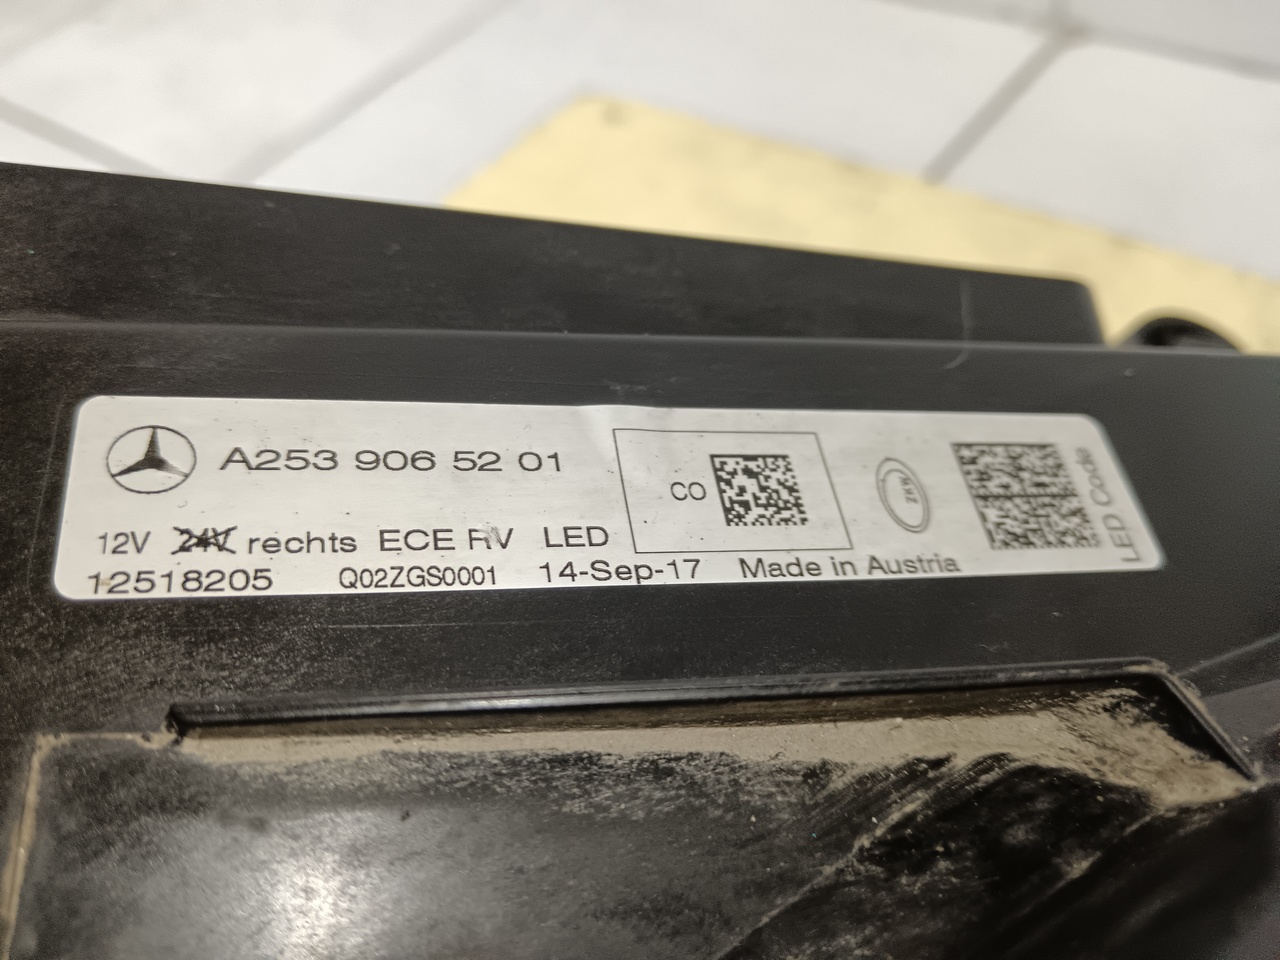 A253 906 52 01
CO
ZKW
12V 24V rechts ECE RV LED
12518205 Q02ZGS0001 14-Sep-17 Made in Austria
LED Code